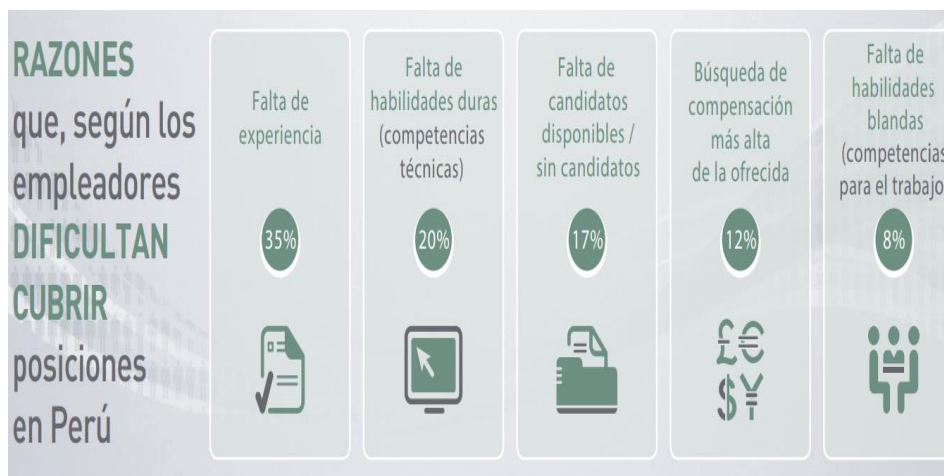 RAZONES
que, según los
empleadores
DIFICULTAN
CUBRIR
posiciones
en Perú
Falta de
experiencia
35%
Falta de
habilidades duras
(competencias
técnicas)
20%
Falta de
candidatos
disponibles /
sin candidatos
17%
Búsqueda de
compensación
más alta
de la ofrecida
12%
£ €
$ ¥
Falta de
habilidades
blandas
(competencias
para el trabajo
8%